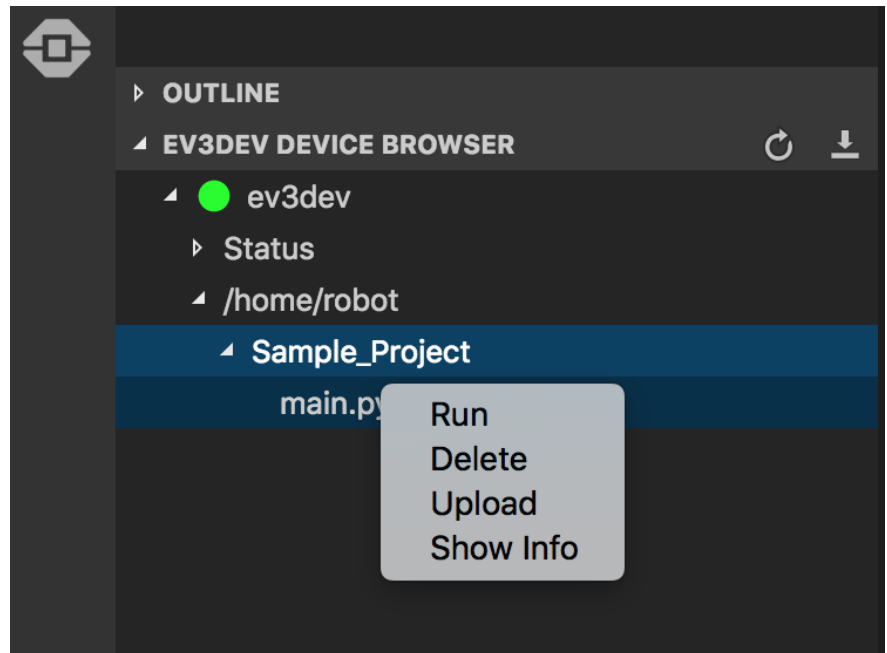 OUTLINE
EV3DEV DEVICE BROWSER
ev3dev
Status
/home/robot
Sample_Project
main.py
Run
Delete
Upload
Show Info